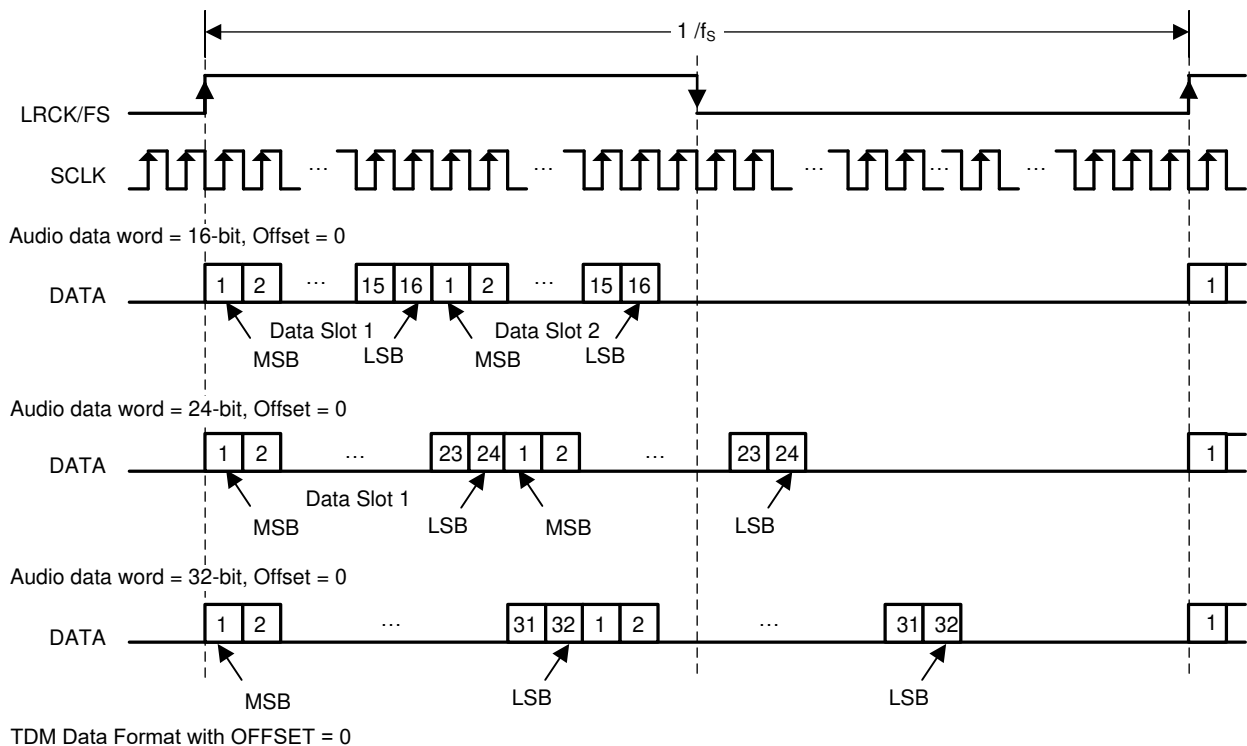 1 /fS
LRCK/FS
SCLK … … … … …
Audio data word = 16-bit, Offset = 0
DATA 1 2 … 15 16 1 2 … 15 16 1
Data Slot 1 Data Slot 2
MSB LSB MSB LSB
Audio data word = 24-bit, Offset = 0
DATA 1 2 … 23 24 1 2 … 23 24 1
Data Slot 1
MSB LSB MSB LSB
Audio data word = 32-bit, Offset = 0
DATA 1 2 … 31 32 1 2 … 31 32 1
MSB LSB LSB
TDM Data Format with OFFSET = 0